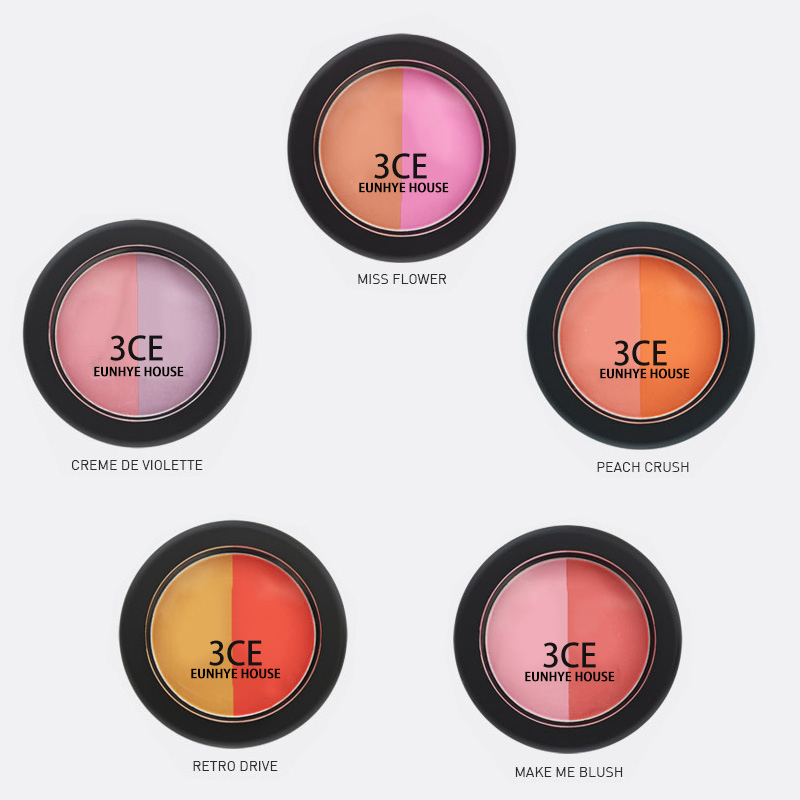 3CE
EUNHYE HOUSE
MISS FLOWER
3CE
EUNHYE HOUSE
CREME DE VIOLETTE
3CE
EUNHYE HOUSE
PEACH CRUSH
3CE
EUNHYE HOUSE
RETRO DRIVE
3CE
EUNHYE HOUSE
MAKE ME BLUSH